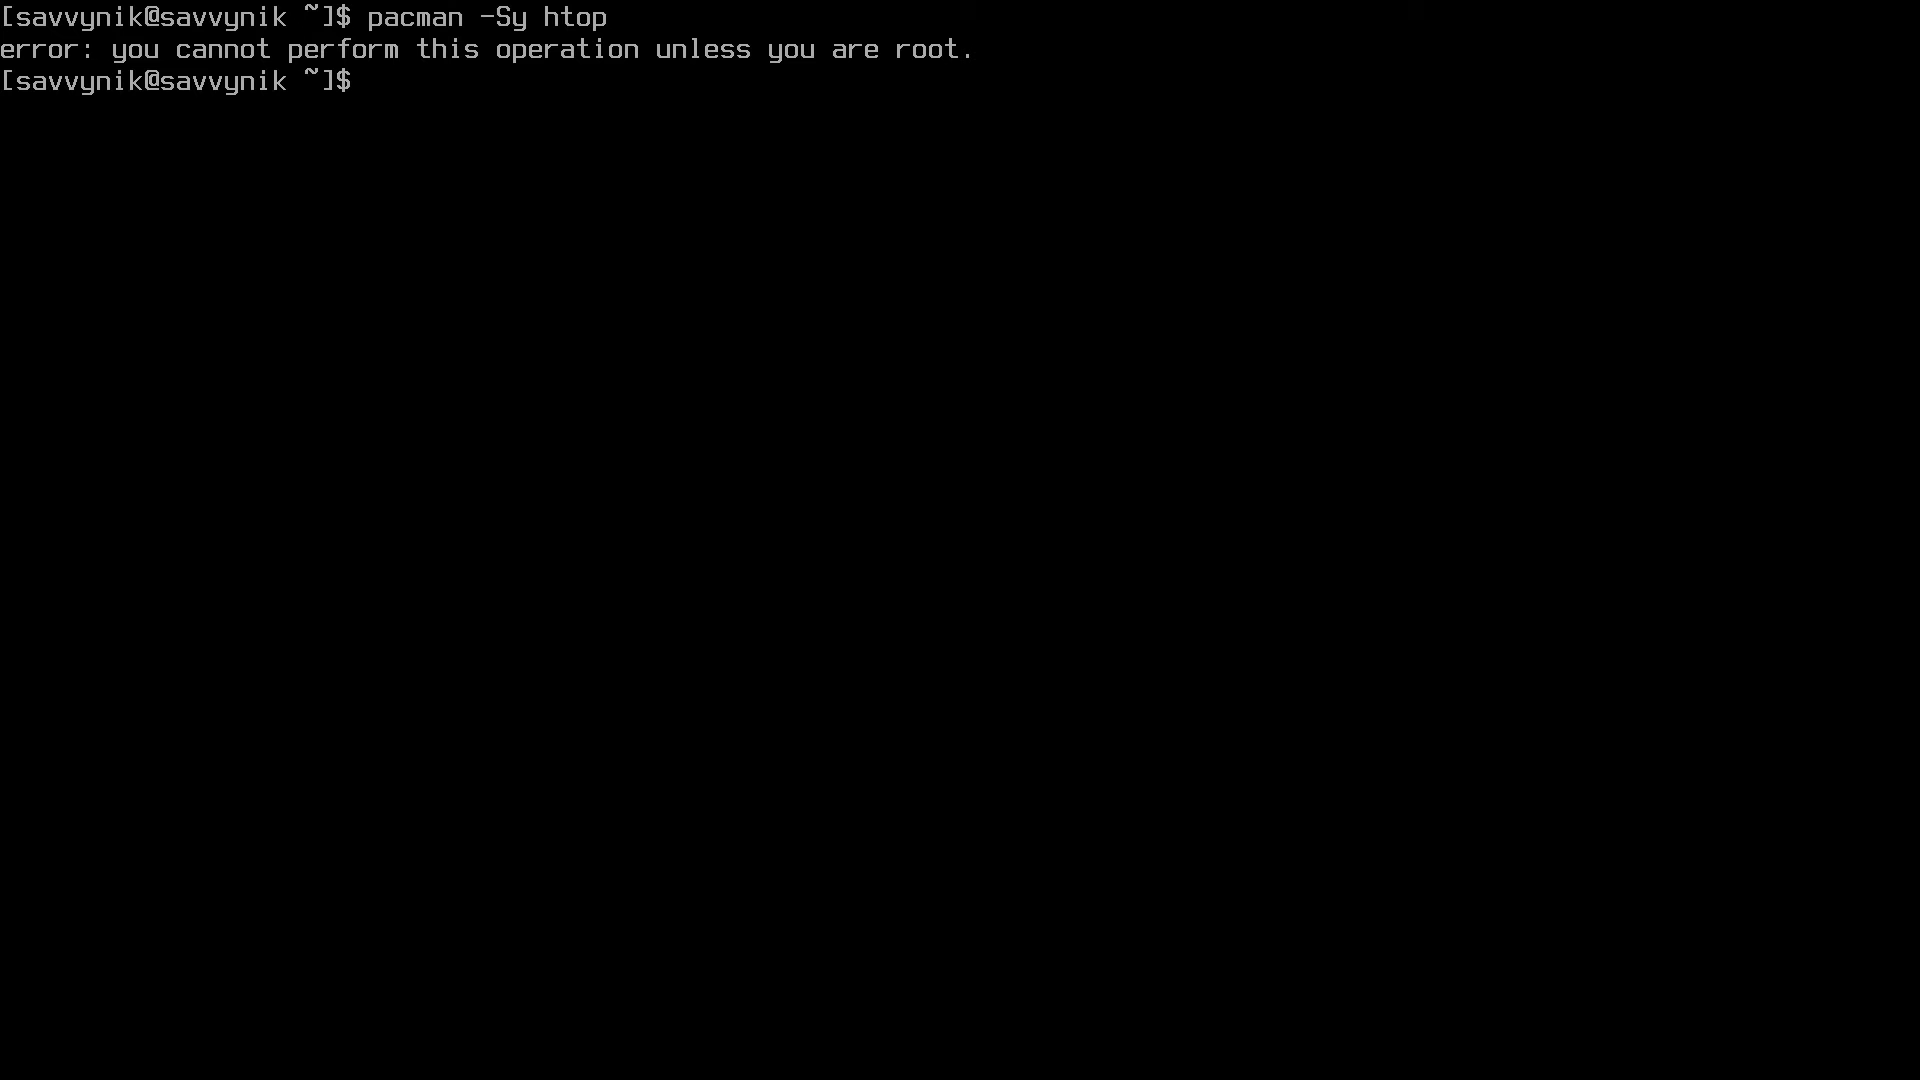 [savvynik@savvynik ~]$ pacman -Sy htop
error: you cannot perform this operation unless you are root.
[savvynik@savvynik ~]$